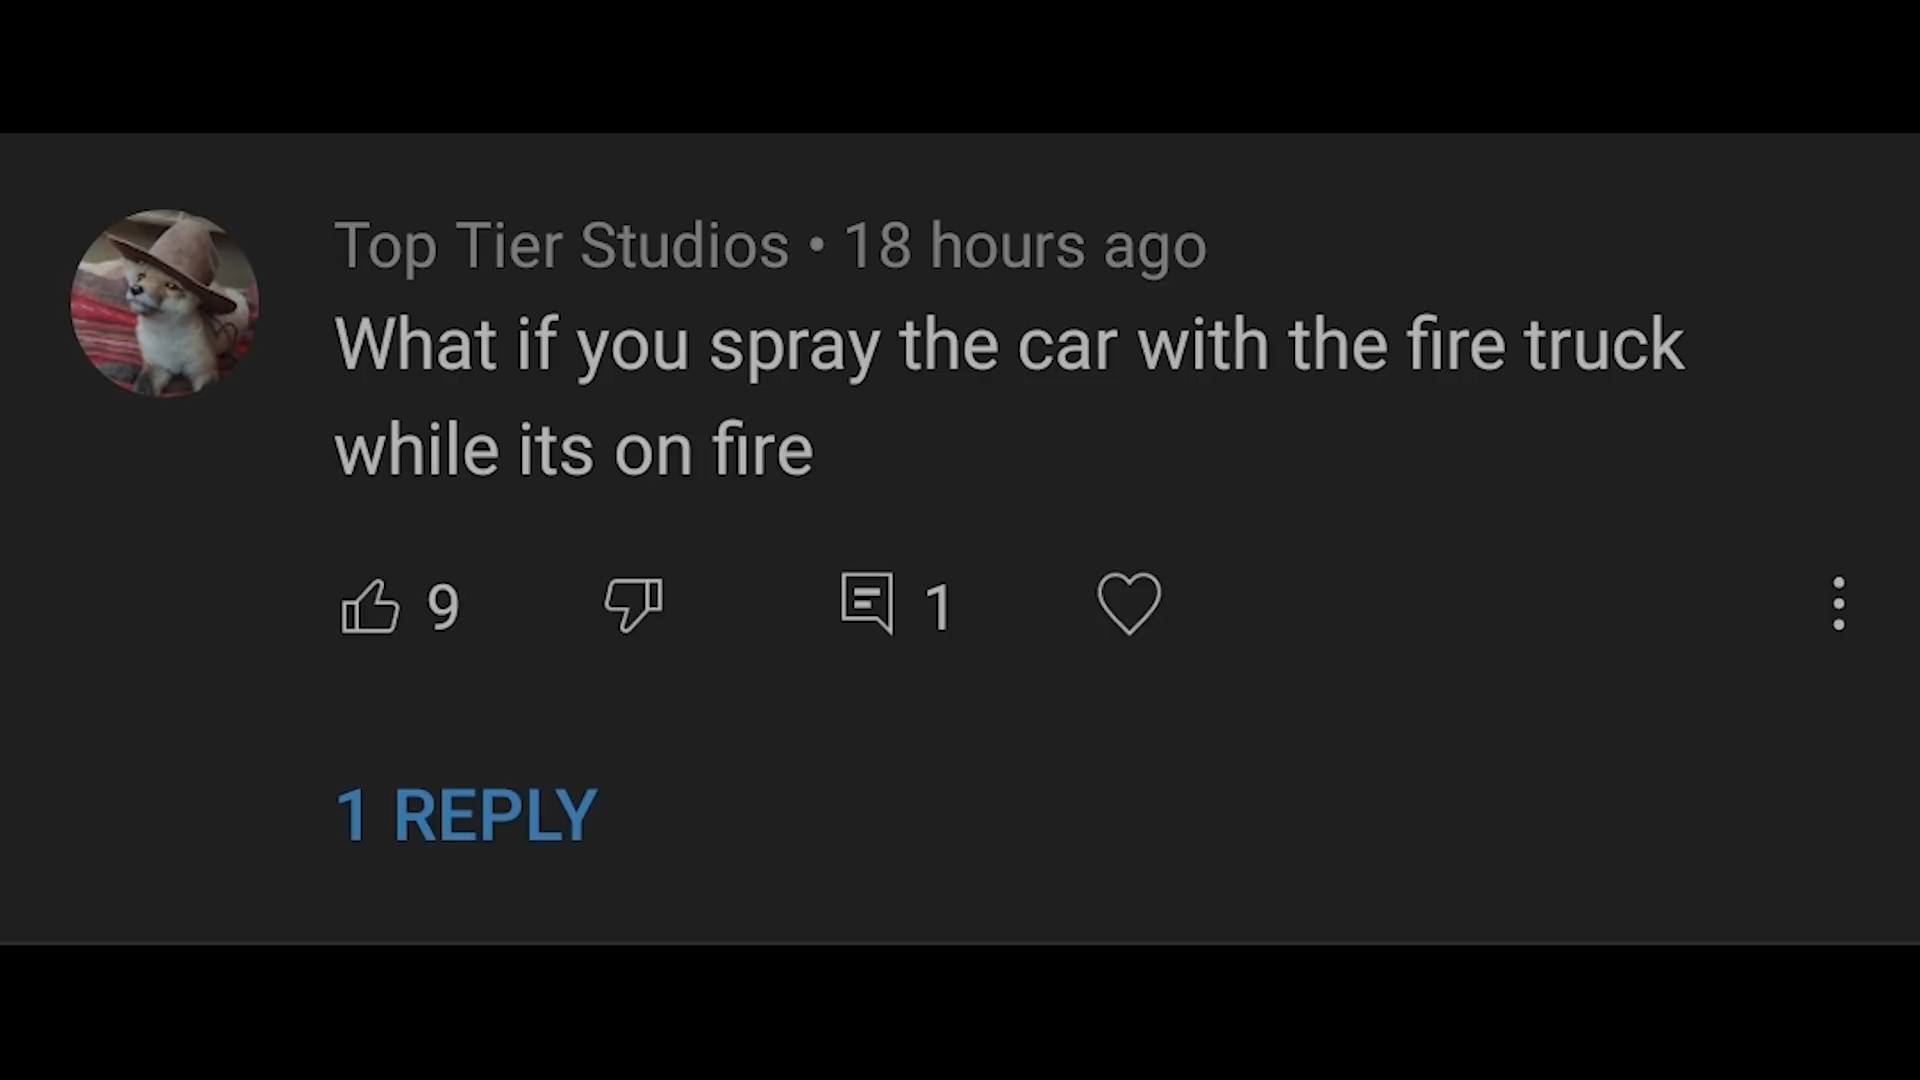 Top Tier Studios • 18 hours ago
What if you spray the car with the fire truck
while its on fire
9 1
1 REPLY